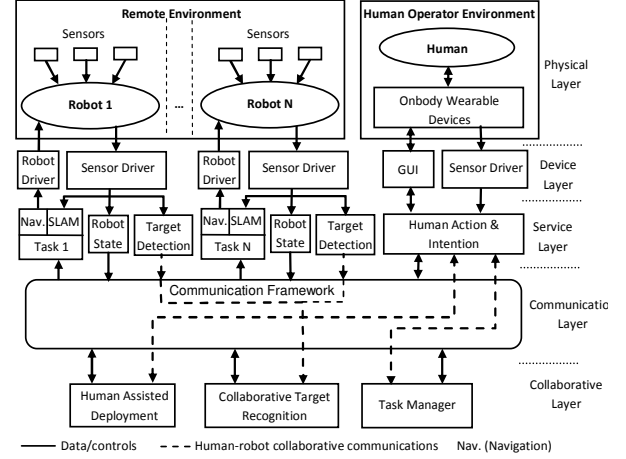 Remote Environment
Human Operator Environment
Sensors
Sensors
Human
Physical
Layer
Robot 1
...
Robot N
Onbody Wearable
Devices
Robot
Driver
Sensor Driver
Robot
Driver
Sensor Driver
GUI
Sensor Driver
Device
Layer
Nav.
SLAM
Task 1
Robot
State
Target
Detection
Nav.
SLAM
Task N
Robot
State
Target
Detection
Human Action &
Intention
Service
Layer
Communication Framework
Communicatio
Layer
Human Assisted
Deployment
Collaborative Target
Recognition
Task Manager
Collaborative
Layer
Data/controls
Human-robot collaborative communications
Nav. (Navigation)